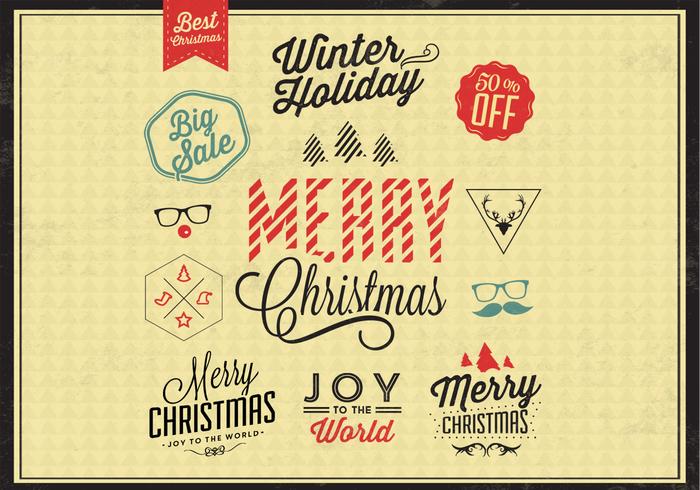 Best
Christmas
Winter
Holiday
50%
OFF
Big
Sale
MERRY
Christmas
Merry
CHRISTMAS
- JOY TO THE WORLD -
JOY
TO THE
World
Merry
CHRISTMAS